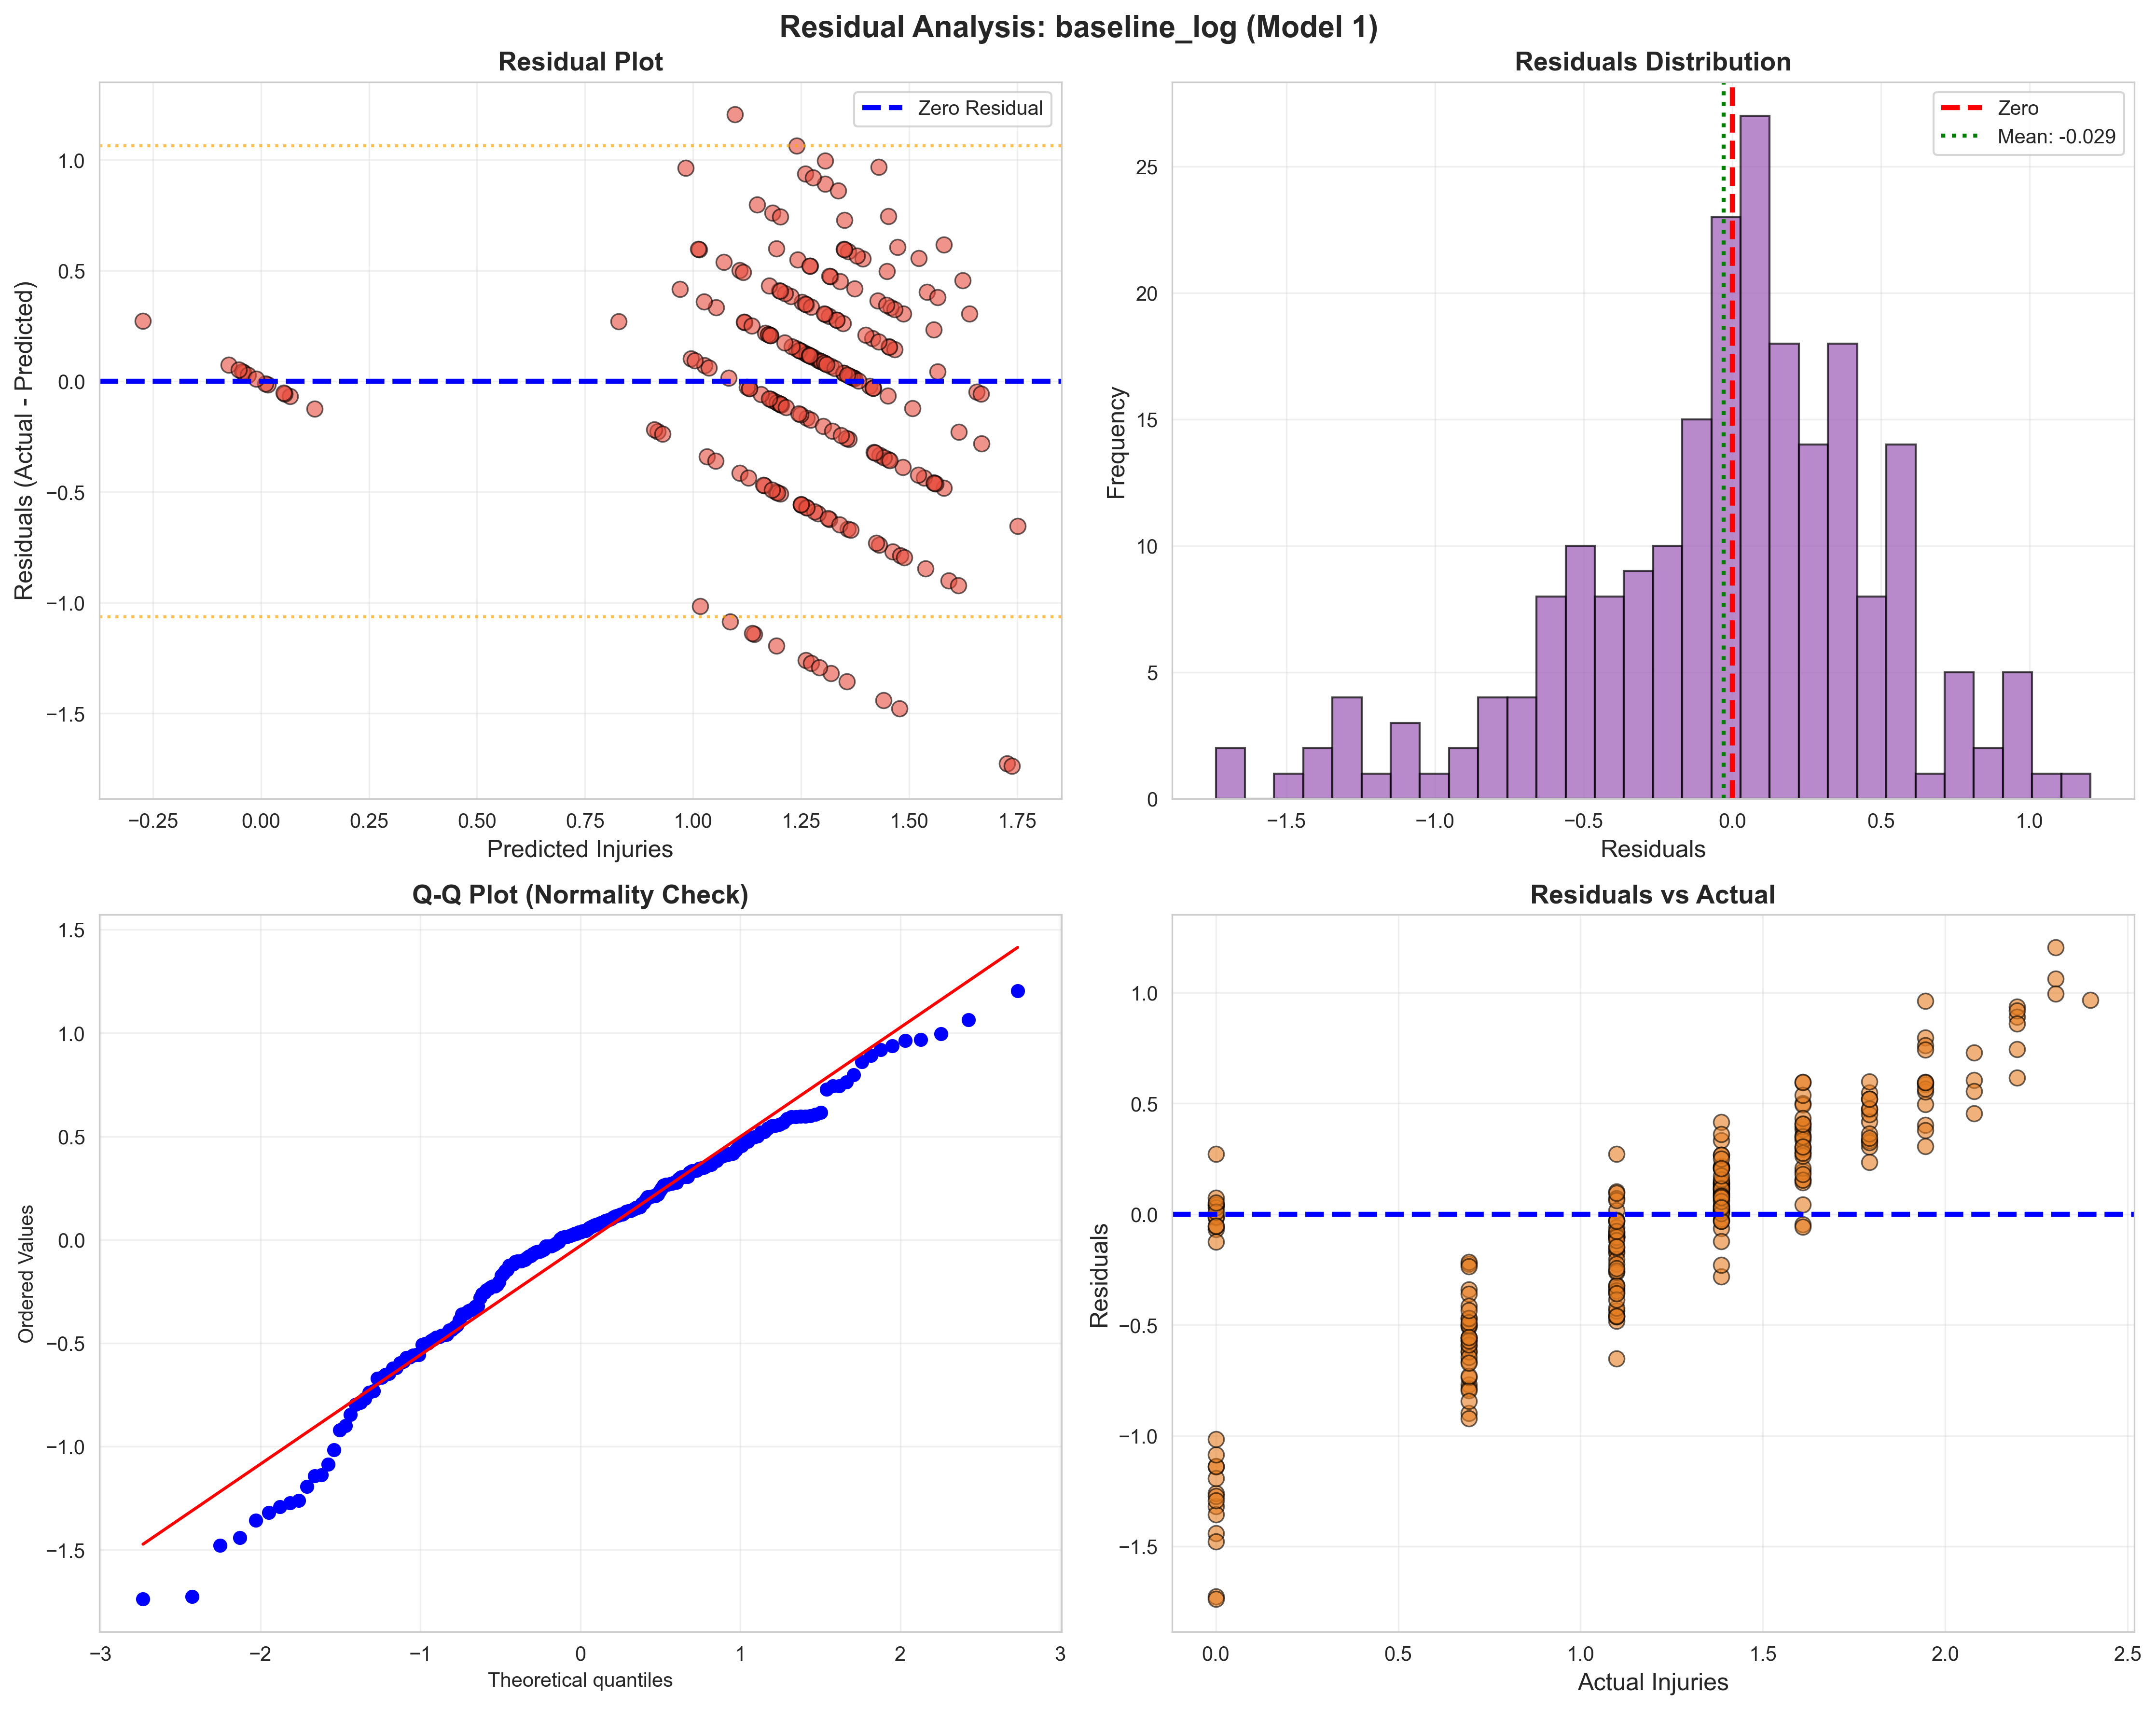 Residual Analysis: baseline_log (Model 1)
Residual Plot
Zero Residual
1.0
0.5
0.0
−0.5
−1.0
−1.5
Residuals (Actual - Predicted)
−0.25 0.00 0.25 0.50 0.75 1.00 1.25 1.50 1.75
Predicted Injuries
Residuals Distribution
Zero
Mean: -0.029
25
20
15
10
5
0
Frequency
−1.5 −1.0 −0.5 0.0 0.5 1.0
Residuals
Q-Q Plot (Normality Check)
1.5
1.0
0.5
0.0
−0.5
−1.0
−1.5
Ordered Values
−3 −2 −1 0 1 2 3
Theoretical quantiles
Residuals vs Actual
1.0
0.5
0.0
−0.5
−1.0
−1.5
Residuals
0.0 0.5 1.0 1.5 2.0 2.5
Actual Injuries